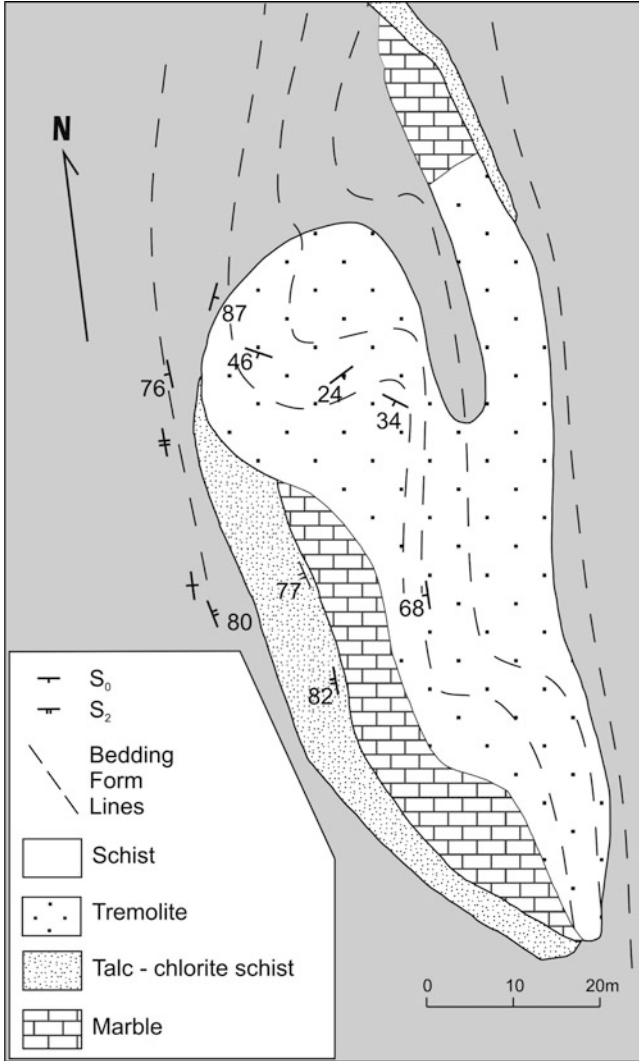 N
87
46
76
24
34
77
68
80
82
S₀
S₂
Bedding
Form
Lines
Schist
Tremolite
Talc - chlorite schist
Marble
0 10 20m